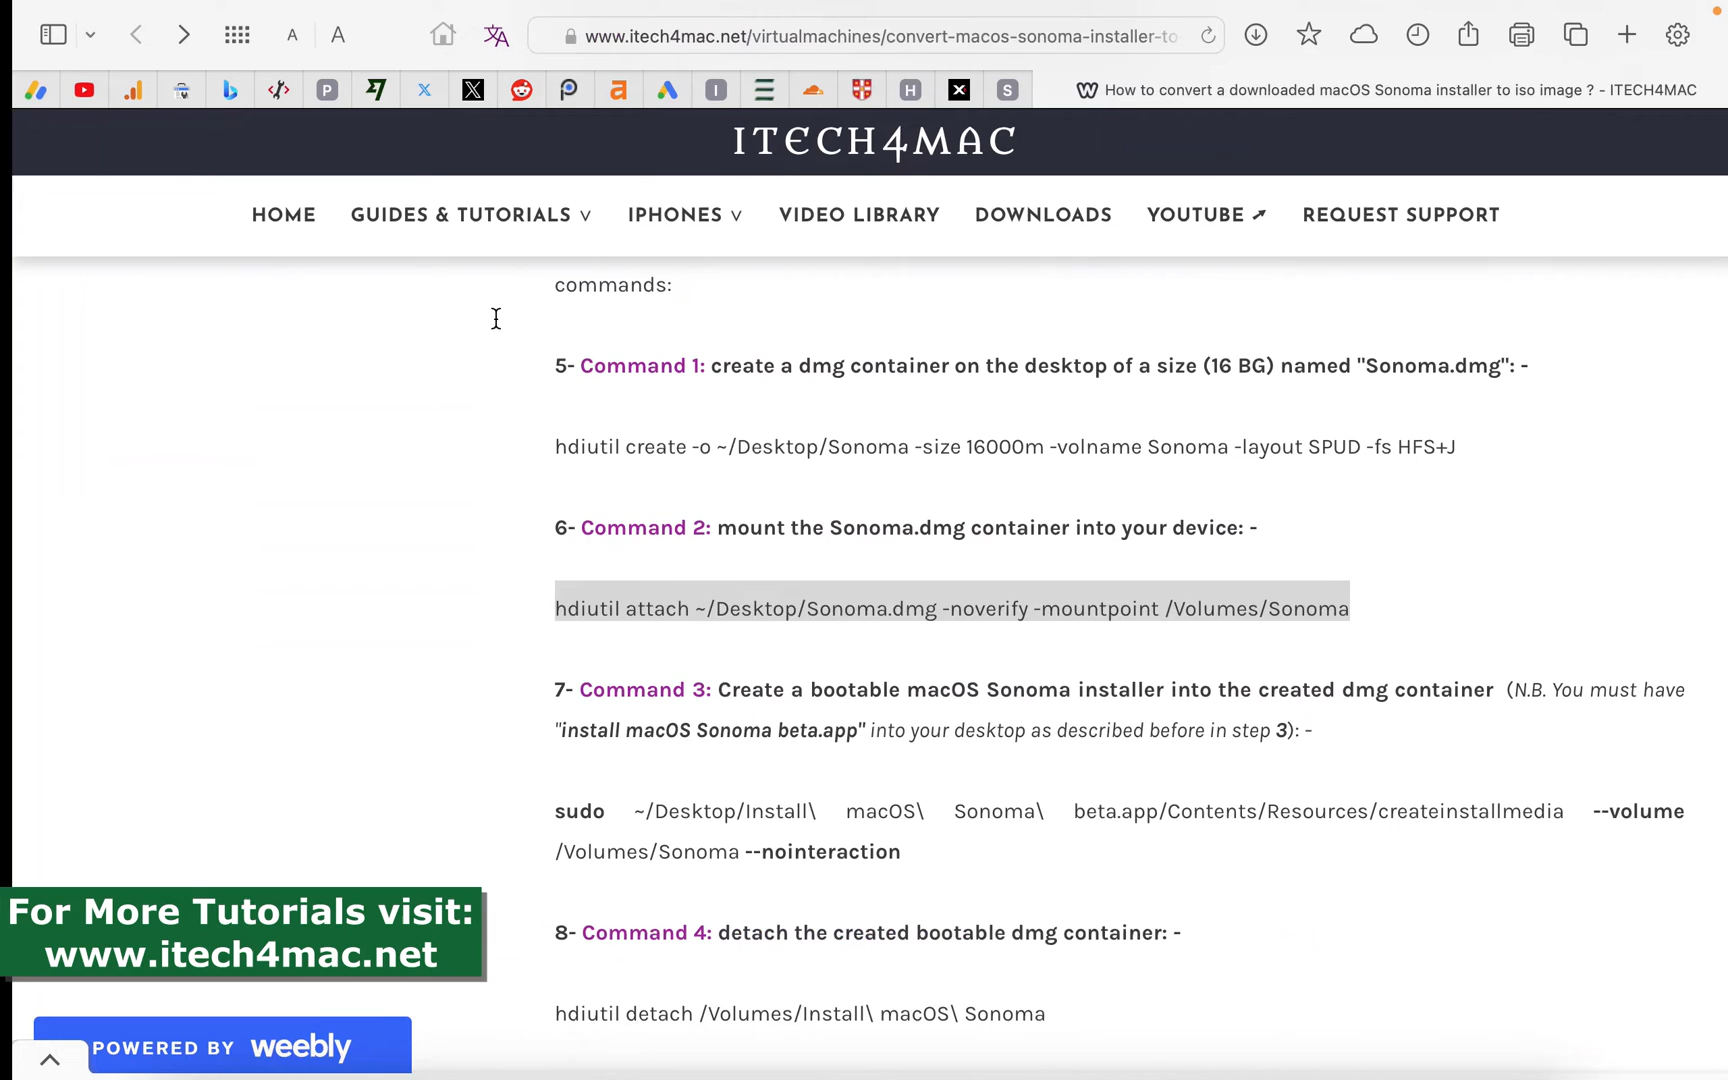 A A www.itech4mac.net/virtualmachines/convert-macos-sonoma-installer-to-
P X I H S How to convert a downloaded macOS Sonoma installer to iso image ? - ITECH4MAC
ITECH4MAC
HOME GUIDES & TUTORIALS IPHONES VIDEO LIBRARY DOWNLOADS YOUTUBE ➚ REQUEST SUPPORT
commands:
5- Command 1: create a dmg container on the desktop of a size (16 BG) named "Sonoma.dmg": -
hdiutil create -o ~/Desktop/Sonoma -size 16000m -volname Sonoma -layout SPUD -fs HFS+J
6- Command 2: mount the Sonoma.dmg container into your device: -
hdiutil attach ~/Desktop/Sonoma.dmg -noverify -mountpoint /Volumes/Sonoma
7- Command 3: Create a bootable macOS Sonoma installer into the created dmg container (N.B. You must have
"install macOS Sonoma beta.app" into your desktop as described before in step 3): -
sudo ~/Desktop/Install\ macOS\ Sonoma\ beta.app/Contents/Resources/createinstallmedia --volume
/Volumes/Sonoma --nointeraction
For More Tutorials visit:
www.itech4mac.net
8- Command 4: detach the created bootable dmg container: -
hdiutil detach /Volumes/Install\ macOS\ Sonoma
POWERED BY weebly